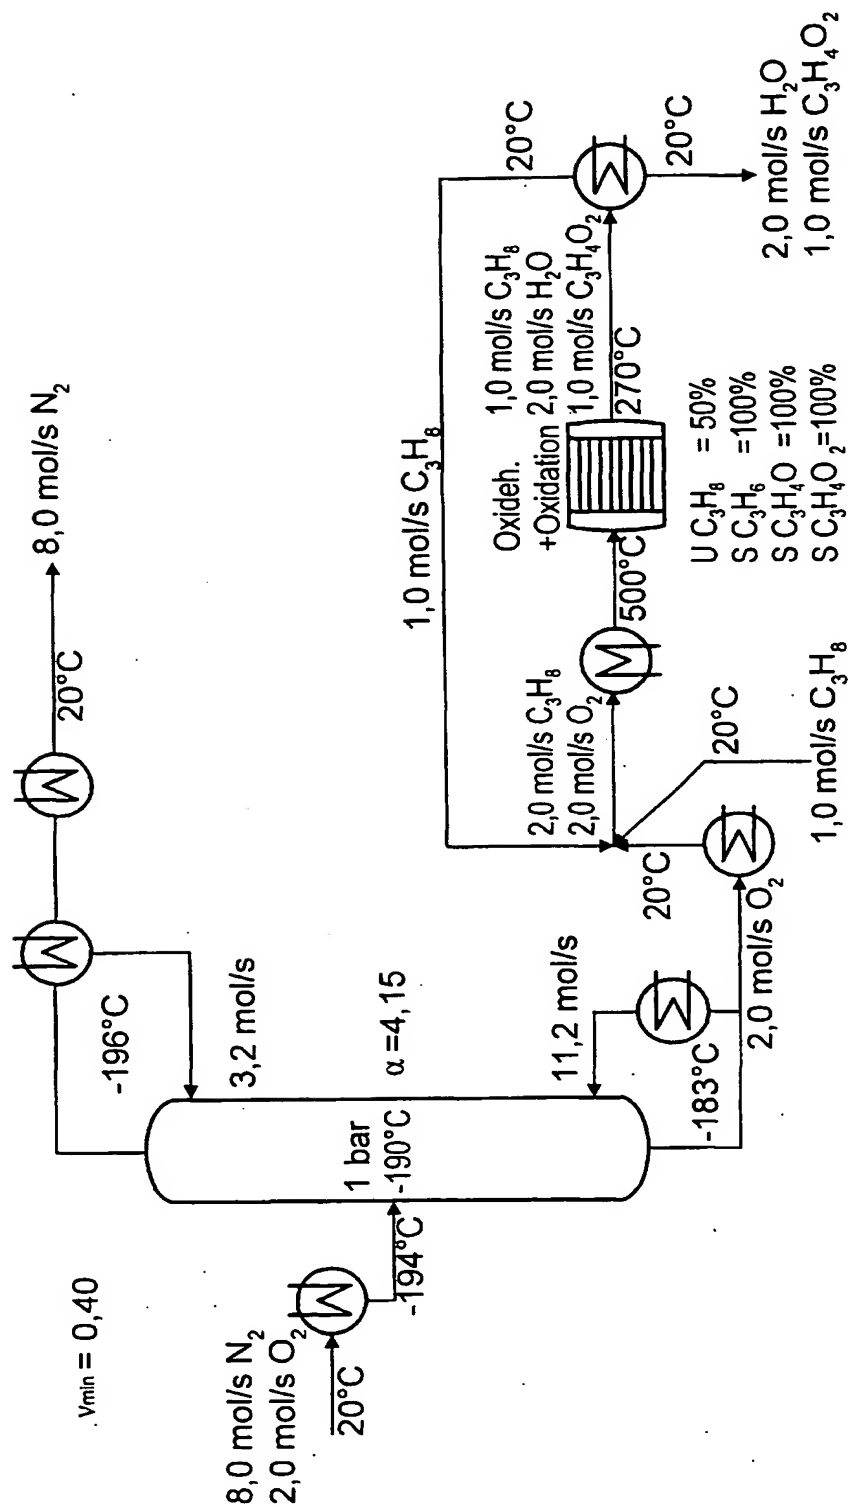 Vmin = 0,40
8,0 mol/s N2
2,0 mol/s O2
20°C
-194°C
1 bar
-190°C
-196°C
3,2 mol/s
α =4,15
11,2 mol/s
-183°C
2,0 mol/s O2
20°C
8,0 mol/s N2
20°C
20°C
1,0 mol/s C3H8
2,0 mol/s C3H8
2,0 mol/s O2
500°C
1,0 mol/s C3H8
Oxideh.
+Oxidation
270°C
U C3H8 = 50%
S C3H6 =100%
S C3H4O =100%
S C3H4O2=100%
1,0 mol/s C3H8
2,0 mol/s H2O
1,0 mol/s C3H4O2
20°C
20°C
2,0 mol/s H2O
1,0 mol/s C3H4O2